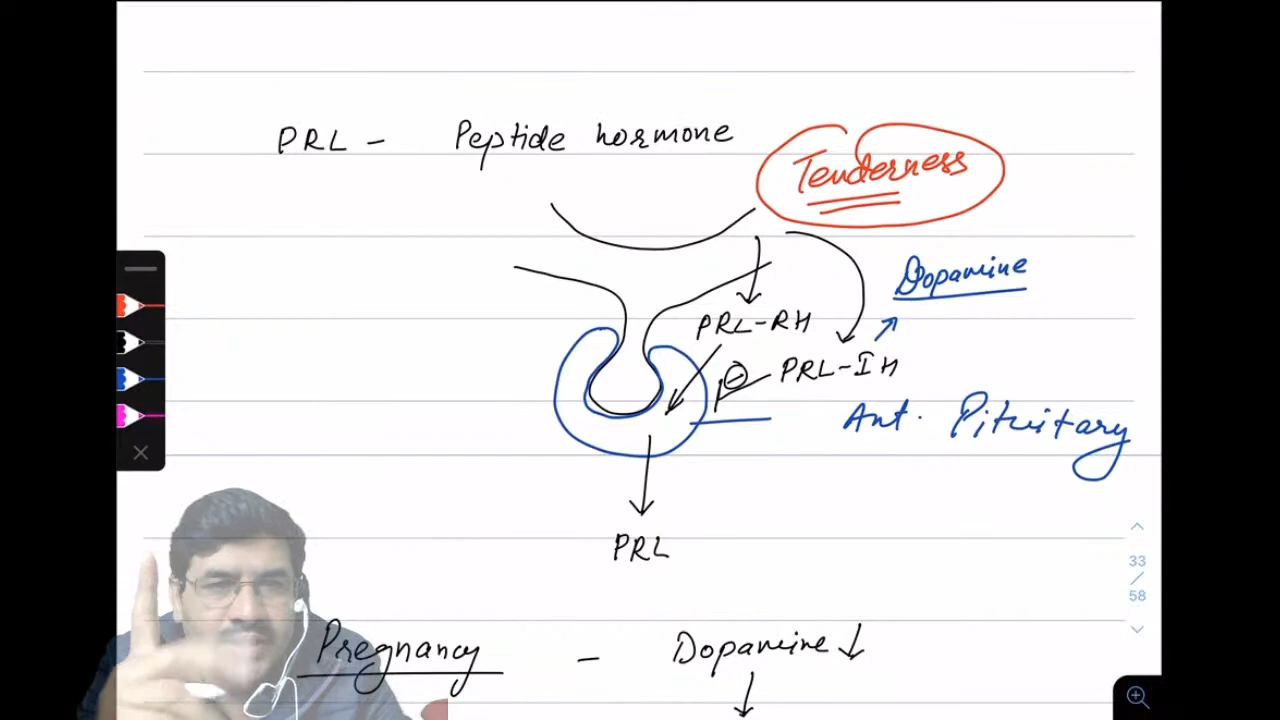 PRL - Peptide hormone
Tenderness
Dopamine
PRL-RH
⊖ PRL-IH
Ant. Pituitary
PRL
33
/
58
Pregnancy - Dopamine ↓